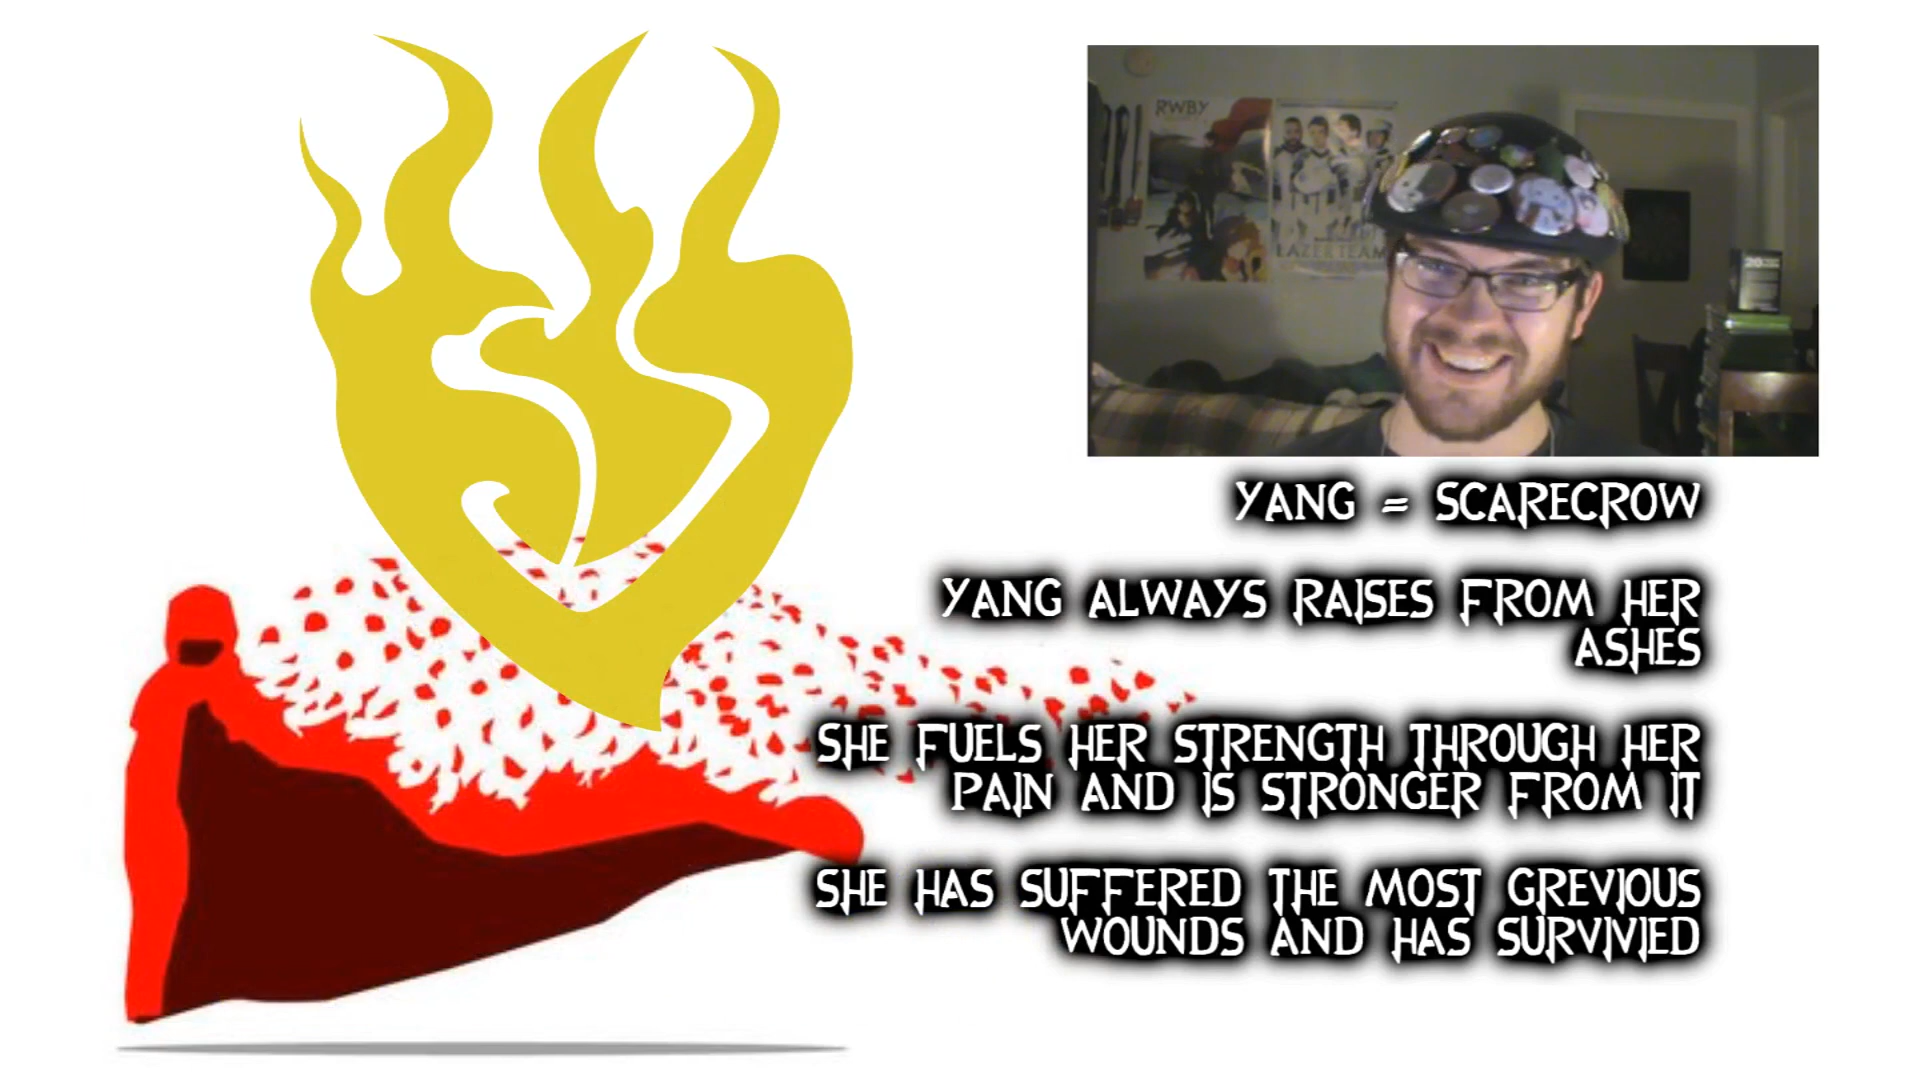 RWBY
LAZER TEAM
20
YANG = SCARECROW
YANG ALWAYS RAISES FROM HER
ASHES
SHE FUELS HER STRENGTH THROUGH HER
PAIN AND IS STRONGER FROM IT
SHE HAS SUFFERED THE MOST GREVIOUS
WOUNDS AND HAS SURVIVIED